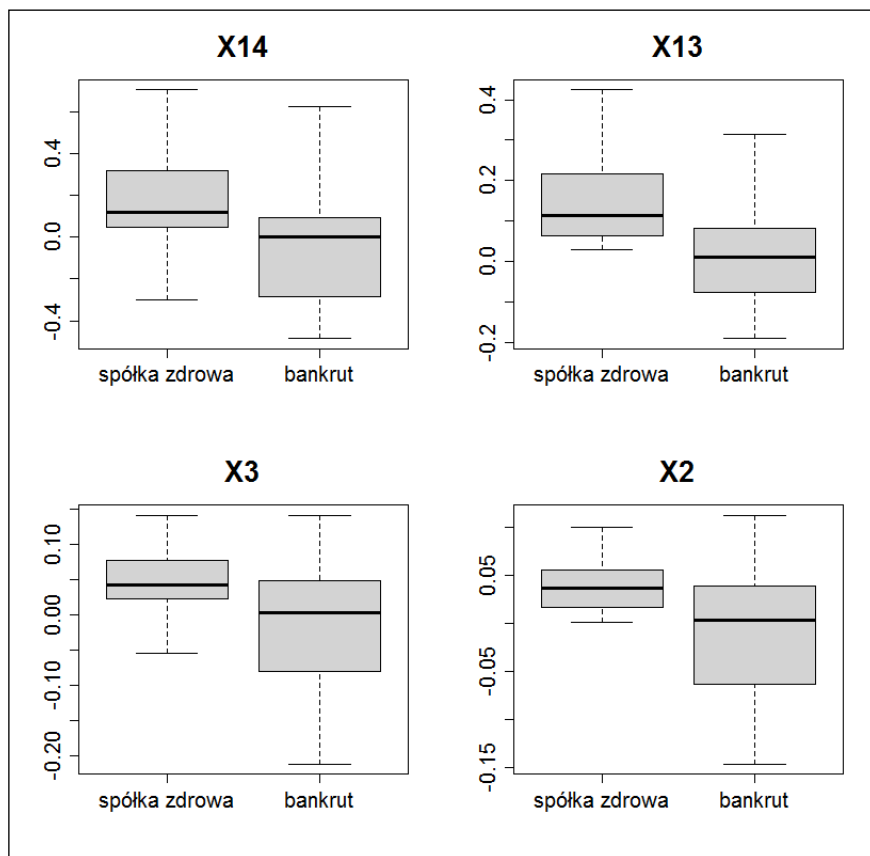 X14
X13
0.4
0.0
-0.4
spółka zdrowa
bankrut
0.4
0.2
0.0
-0.2
spółka zdrowa
bankrut
X3
X2
0.10
0.00
-0.10
-0.20
spółka zdrowa
bankrut
0.05
-0.05
-0.15
spółka zdrowa
bankrut